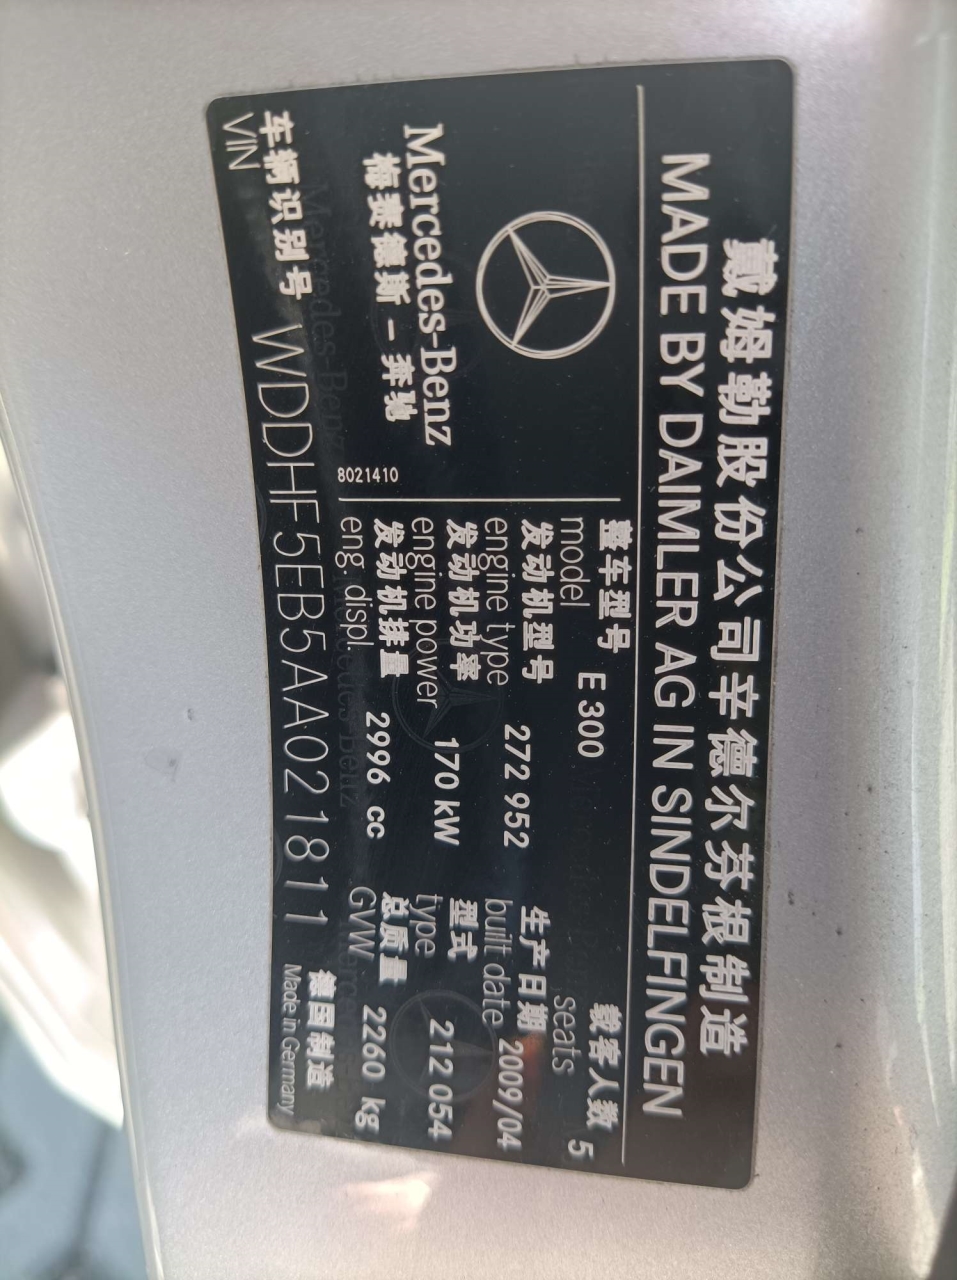 戴姆勒股份公司辛德尔芬根制造
MADE BY DAIMLER AG IN SINDELFINGEN
Mercedes-Benz
梅赛德斯－奔驰
8021410
整车型号 E 300 载客人数 5
model seats
发动机型号 272 952 生产日期 2009/04
engine type built date
发动机功率 170 kW 型式 212 054
engine power type
发动机排量 2996 cc 总质量 2260 kg
eng. displ. GVW
车辆识别号 WDDHF5EB5AA021811 德国制造
VIN Made in Germany